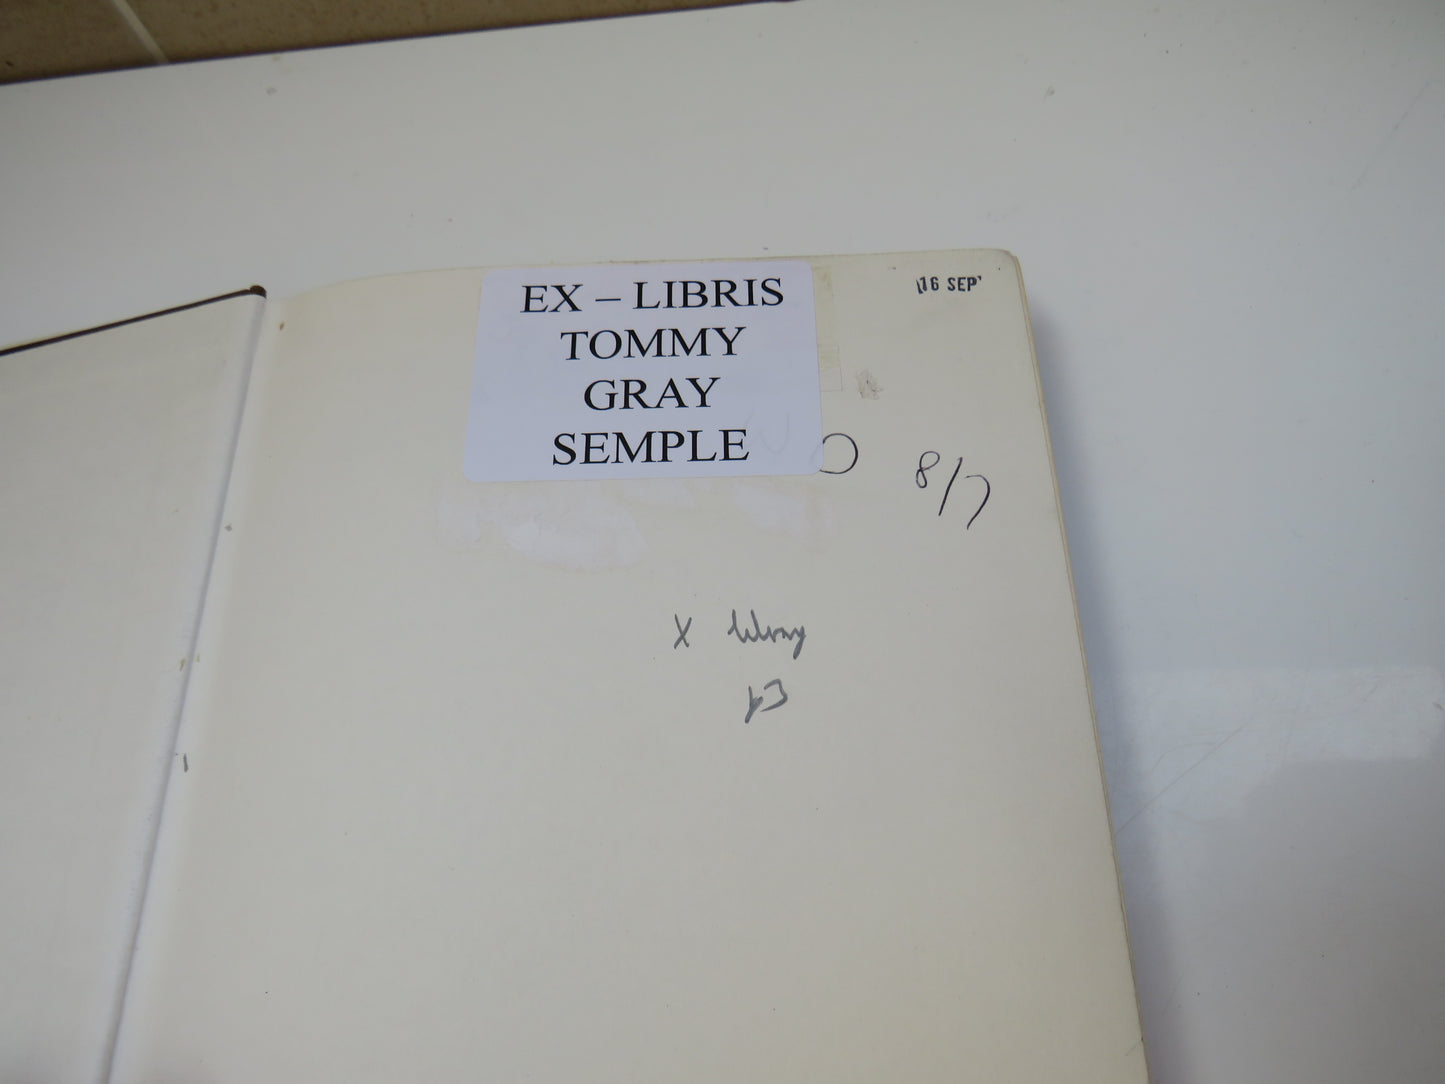 16 SEP
EX – LIBRIS
TOMMY
GRAY
SEMPLE
8/7
X library